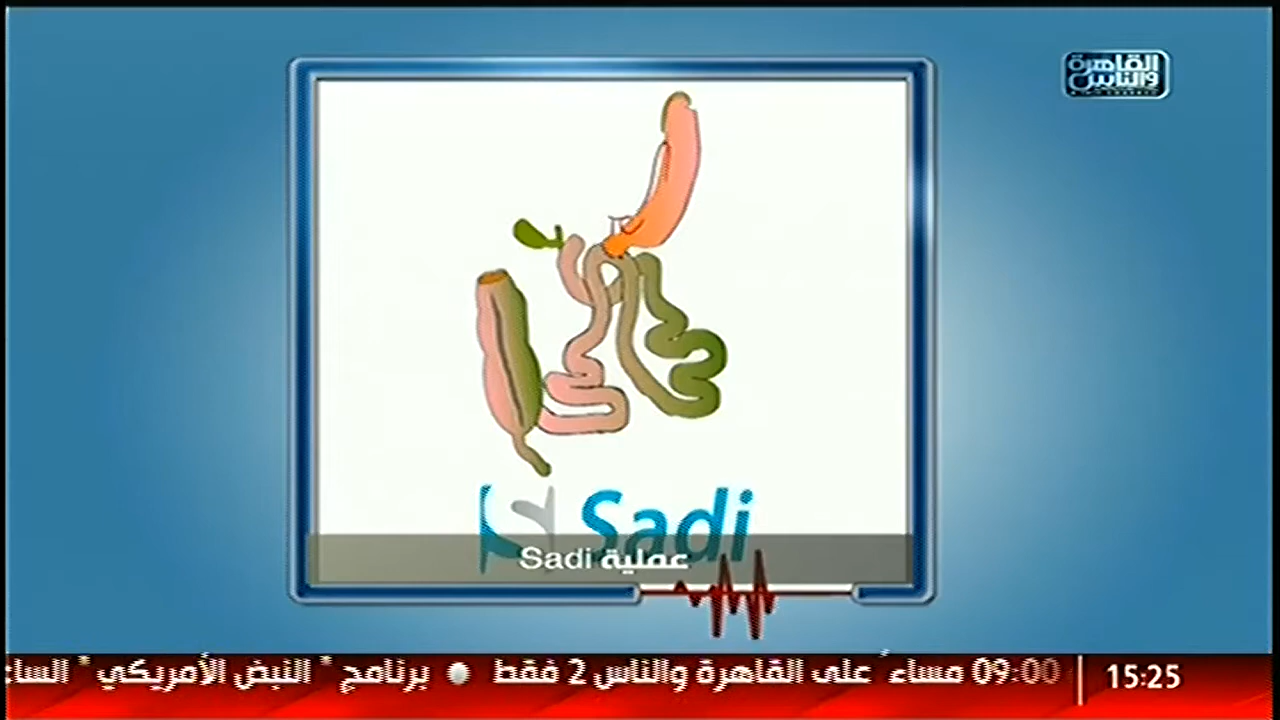 القاهرة
والناس
Sadi
عملية Sadi
09:00 مساءً على القاهرة والناس 2 فقط ● برنامج " النبض الأمريكي "
15:25